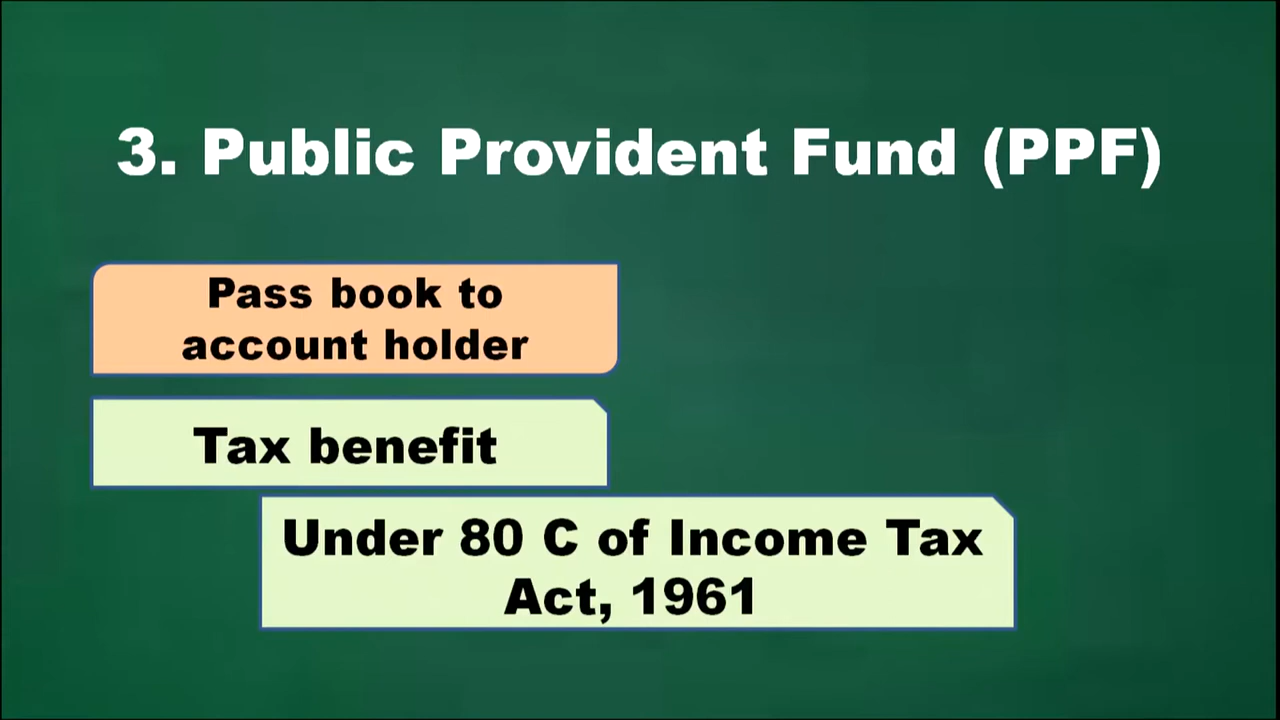 3. Public Provident Fund (PPF)
Pass book to
account holder
Tax benefit
Under 80 C of Income Tax
Act, 1961